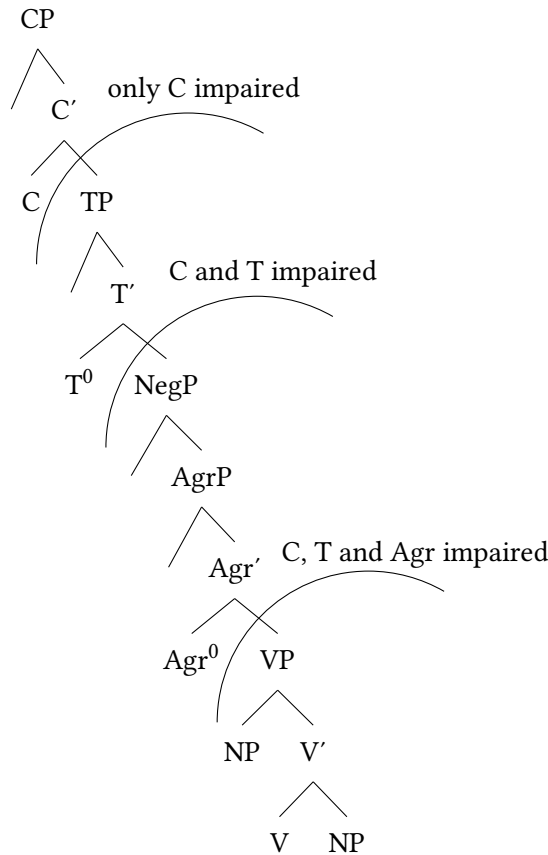 CP
only C impaired
C′
C TP
C and T impaired
T′
T⁰ NegP
AgrP
C, T and Agr impaired
Agr′
Agr⁰ VP
NP V′
V NP